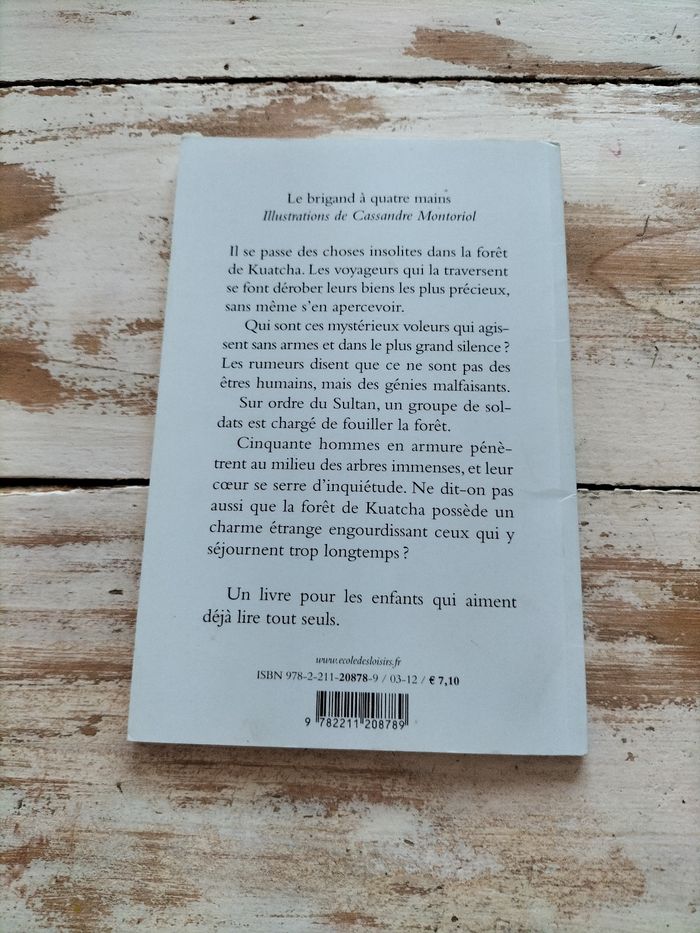 Le brigand à quatre mains
Illustrations de Cassandre Montoriol
Il se passe des choses insolites dans la forêt
de Kuatcha. Les voyageurs qui la traversent
se font dérober leurs biens les plus précieux,
sans même s'en apercevoir.
Qui sont ces mystérieux voleurs qui agis-
sent sans armes et dans le plus grand silence ?
Les rumeurs disent que ce ne sont pas des
êtres humains, mais des génies malfaisants.
Sur ordre du Sultan, un groupe de sol-
dats est chargé de fouiller la forêt.
Cinquante hommes en armure pénè-
trent au milieu des arbres immenses, et leur
cœur se serre d'inquiétude. Ne dit-on pas
aussi que la forêt de Kuatcha possède un
charme étrange engourdissant ceux qui y
séjournent trop longtemps ?
Un livre pour les enfants qui aiment
déjà lire tout seuls.
www.ecoledesloisirs.fr
ISBN 978-2-211-20878-9 / 03-12 / € 7,10
9 782211 208789